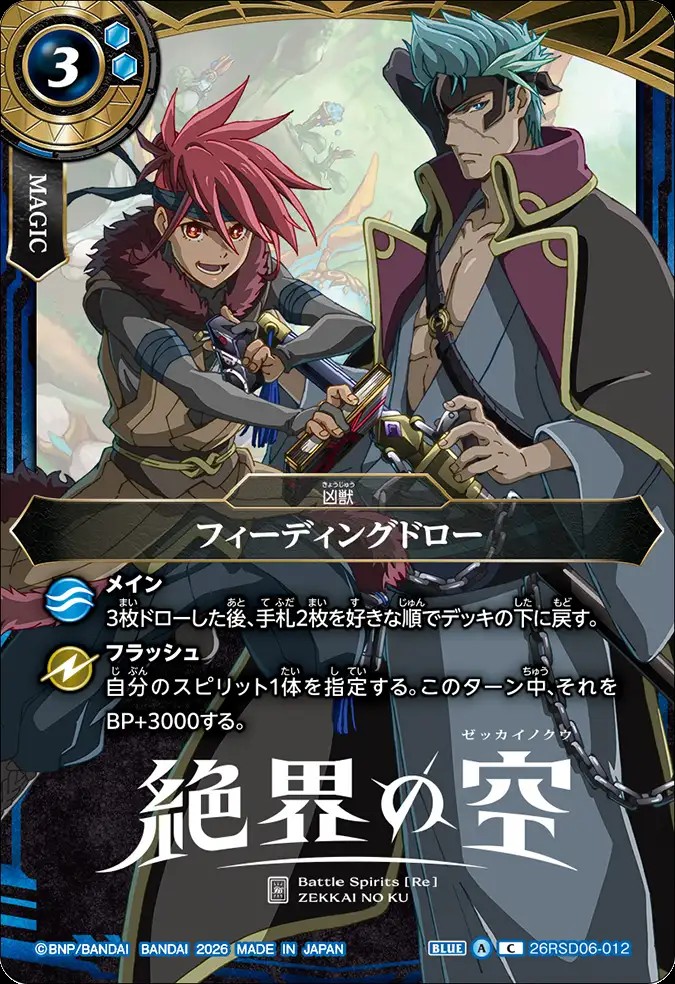 3
MAGIC
きょうじゅう
凶獣
フィーディングドロー
メイン
3枚ドローした後、手札2枚を好きな順でデッキの下に戻す。
フラッシュ
自分のスピリット1体を指定する。このターン中、それを
BP+3000する。
ゼッカイノクウ
絶界の空
Battle Spirits [Re]
ZEKKAI NO KU
©BNP/BANDAI BANDAI 2026 MADE IN JAPAN BLUE A C 26RSD06-012